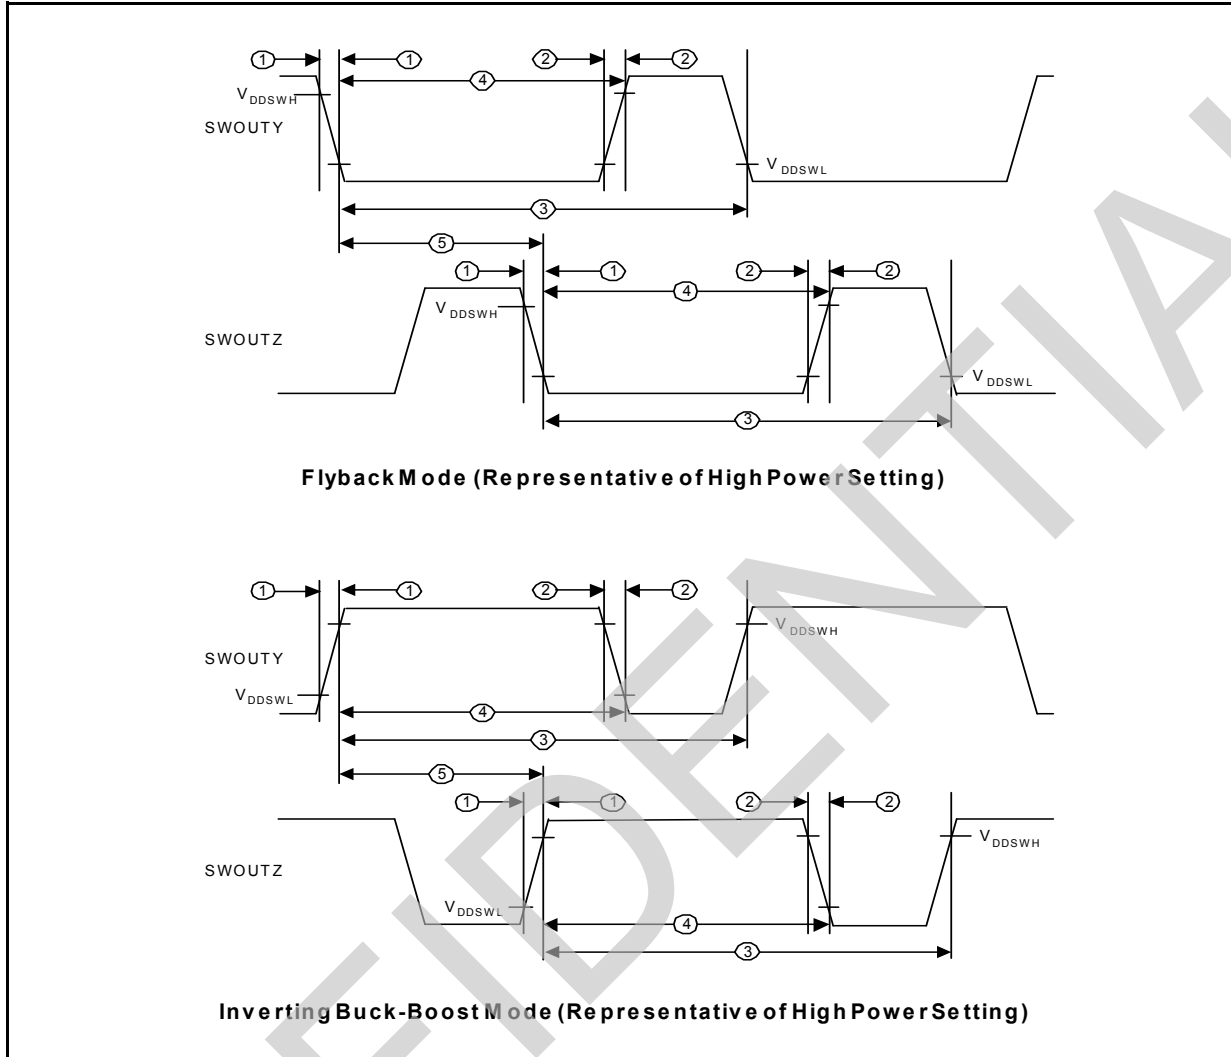 1 1 2 2
4
VDDSWH
SWOUTY
VDDSWL
3
5
1 1 2 2
4
VDDSWH
SWOUTZ
VDDSWL
3
Flyback Mode (Representative of High Power Setting)
1 1 2 2
VDDSWH
SWOUTY
VDDSWL
4
3
5
1 1 2 2
VDDSWH
SWOUTZ
VDDSWL
4
3
Inverting Buck-Boost Mode (Representative of High Power Setting)
FIDENTIAL